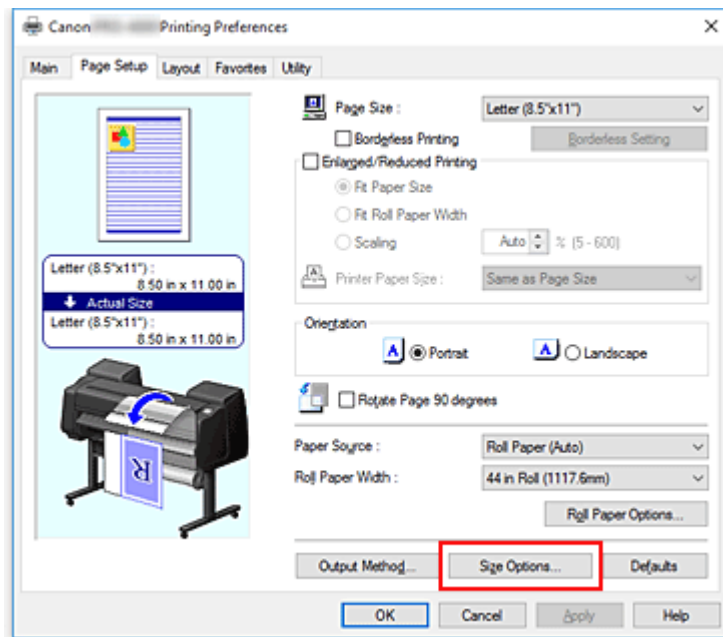 Canon Printing Preferences
Main Page Setup Layout Favorites Utility
Page Size : Letter (8.5"x11")
Borderless Printing Borderless Setting
Enlarged/Reduced Printing
Fit Paper Size
Fit Roll Paper Width
Scaling Auto % (5 - 600)
Printer Paper Size : Same as Page Size
Letter (8.5"x11") :
8.50 in x 11.00 in
Actual Size
Letter (8.5"x11") :
8.50 in x 11.00 in
Orientation
A Portrait A Landscape
Rotate Page 90 degrees
Paper Source : Roll Paper (Auto)
Roll Paper Width : 44 in Roll (1117.6mm)
Roll Paper Options...
R
Output Method... Size Options... Defaults
OK Cancel Apply Help